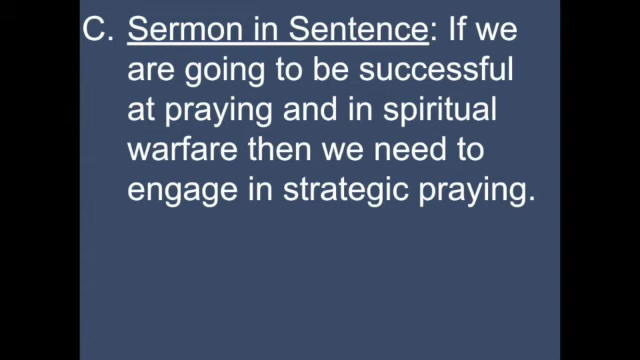 C. Sermon in Sentence: If we
are going to be successful
at praying and in spiritual
warfare then we need to
engage in strategic praying.